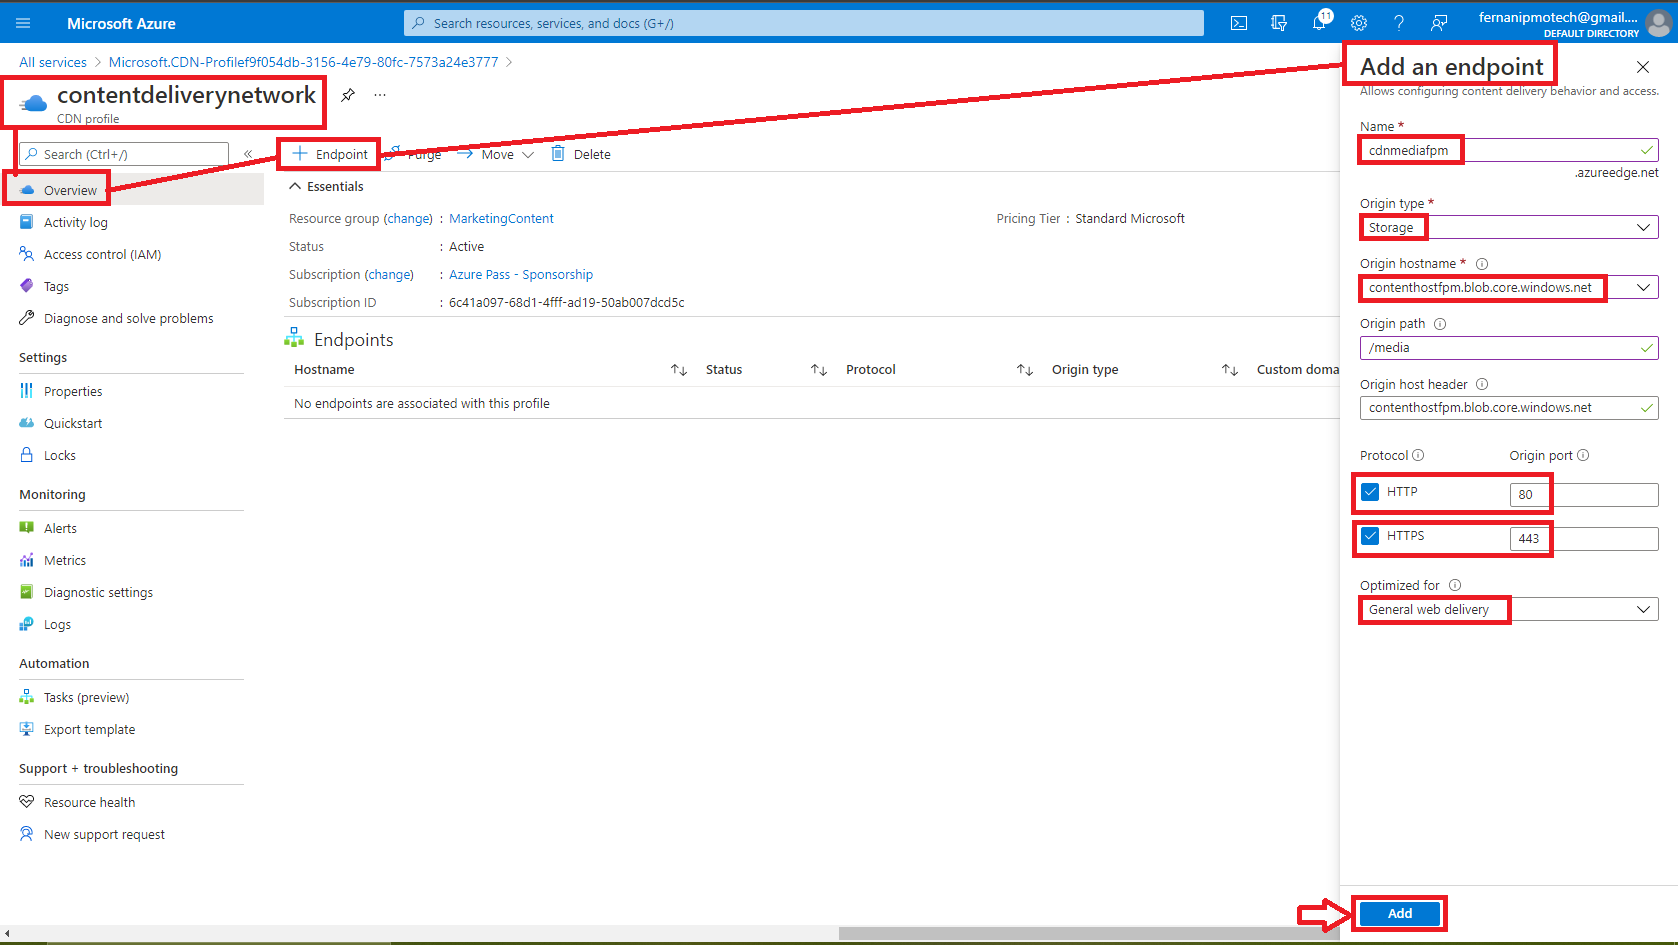 Microsoft Azure
Search resources, services, and docs (G+/)
11
fernanipmotech@gmail....
DEFAULT DIRECTORY
All services > Microsoft.CDN-Profilef9f054db-3156-4e79-80fc-7573a24e3777 >
contentdeliverynetwork
CDN profile
...
Search (Ctrl+/)
«
Overview
Activity log
Access control (IAM)
Tags
Diagnose and solve problems
Settings
Properties
Quickstart
Locks
Monitoring
Alerts
Metrics
Diagnostic settings
Logs
Automation
Tasks (preview)
Export template
Support + troubleshooting
Resource health
New support request
+ Endpoint Purge Move Delete
Essentials
Resource group (change) : MarketingContent
Status : Active
Subscription (change) : Azure Pass - Sponsorship
Subscription ID : 6c41a097-68d1-4fff-ad19-50ab007dcd5c
Pricing Tier : Standard Microsoft
Endpoints
Hostname Status Protocol Origin type Custom doma
No endpoints are associated with this profile
Add an endpoint
Allows configuring content delivery behavior and access.
Name *
cdnmediafpm
.azureedge.net
Origin type *
Storage
Origin hostname *
contenthostfpm.blob.core.windows.net
Origin path
/media
Origin host header
contenthostfpm.blob.core.windows.net
Protocol Origin port
HTTP 80
HTTPS 443
Optimized for
General web delivery
Add